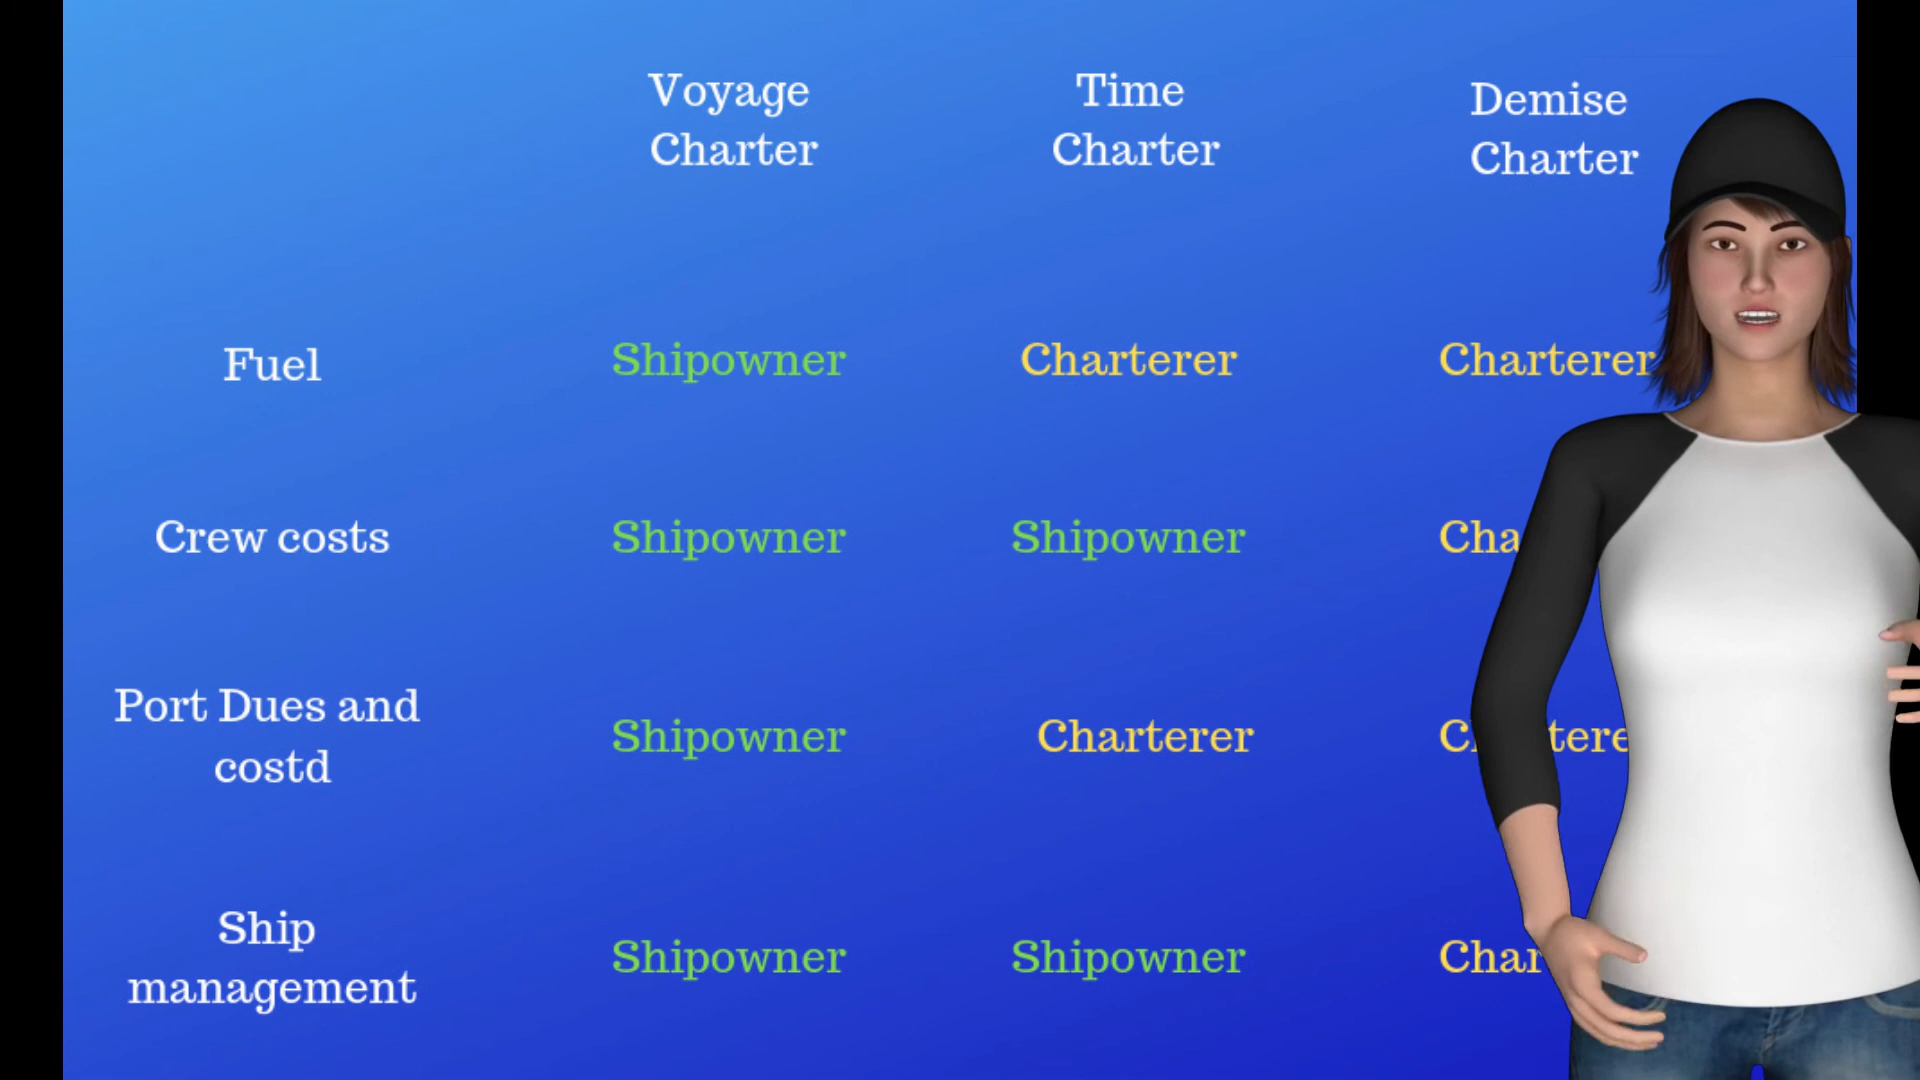 Voyage
Charter
Time
Charter
Demise
Charter
Fuel
Shipowner
Charterer
Charterer
Crew costs
Shipowner
Shipowner
Port Dues and
costd
Shipowner
Charterer
Ship
management
Shipowner
Shipowner